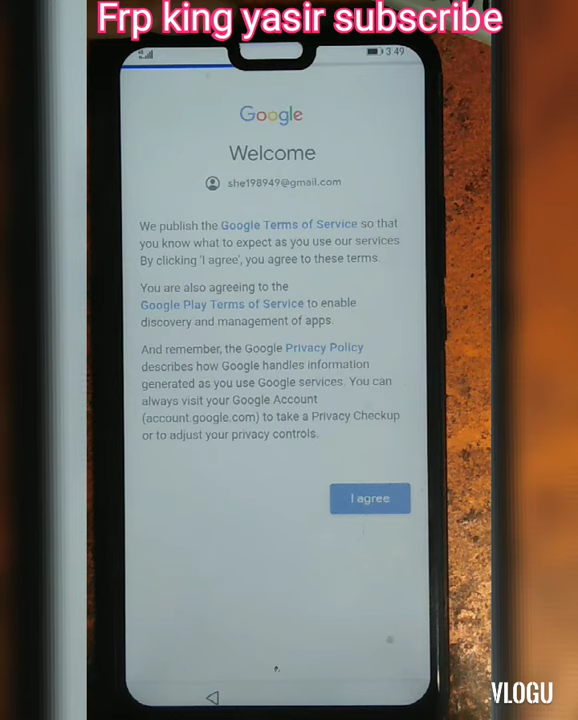 Frp king yasir subscribe
3:49
Google
Welcome
she198949@gmail.com
We publish the Google Terms of Service so that
you know what to expect as you use our services
By clicking 'I agree', you agree to these terms.
You are also agreeing to the
Google Play Terms of Service to enable
discovery and management of apps.
And remember, the Google Privacy Policy
describes how Google handles information
generated as you use Google services. You can
always visit your Google Account
(account.google.com) to take a Privacy Checkup
or to adjust your privacy controls.
I agree
VLOGU